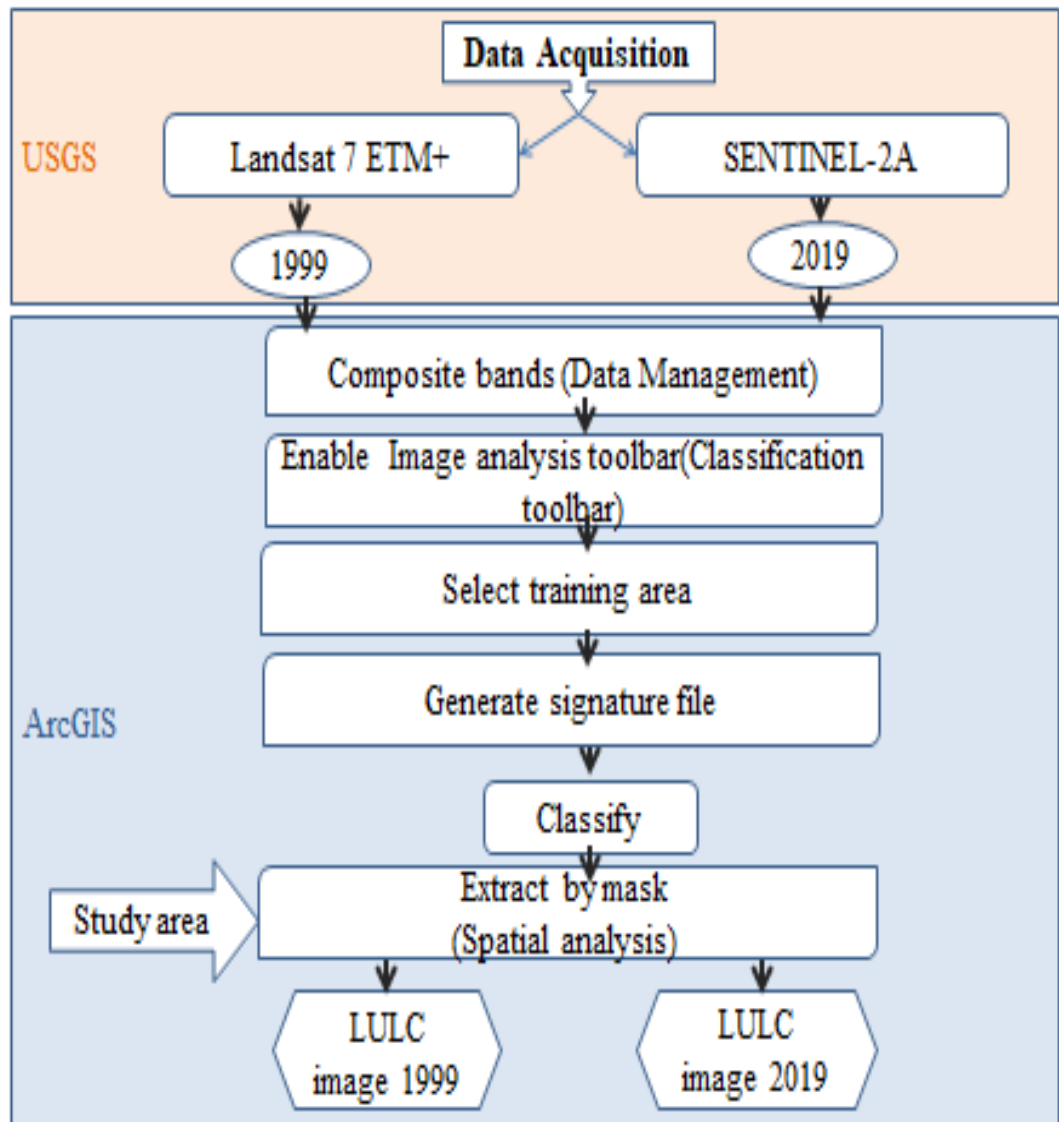 Data Acquisition
USGS
Landsat 7 ETM+
SENTINEL-2A
1999
2019
Composite bands (Data Management)
Enable Image analysis toolbar(Classification
toolbar)
Select training area
Generate signature file
ArcGIS
Classify
Study area
Extract by mask
(Spatial analysis)
LULC
image 1999
LULC
image 2019